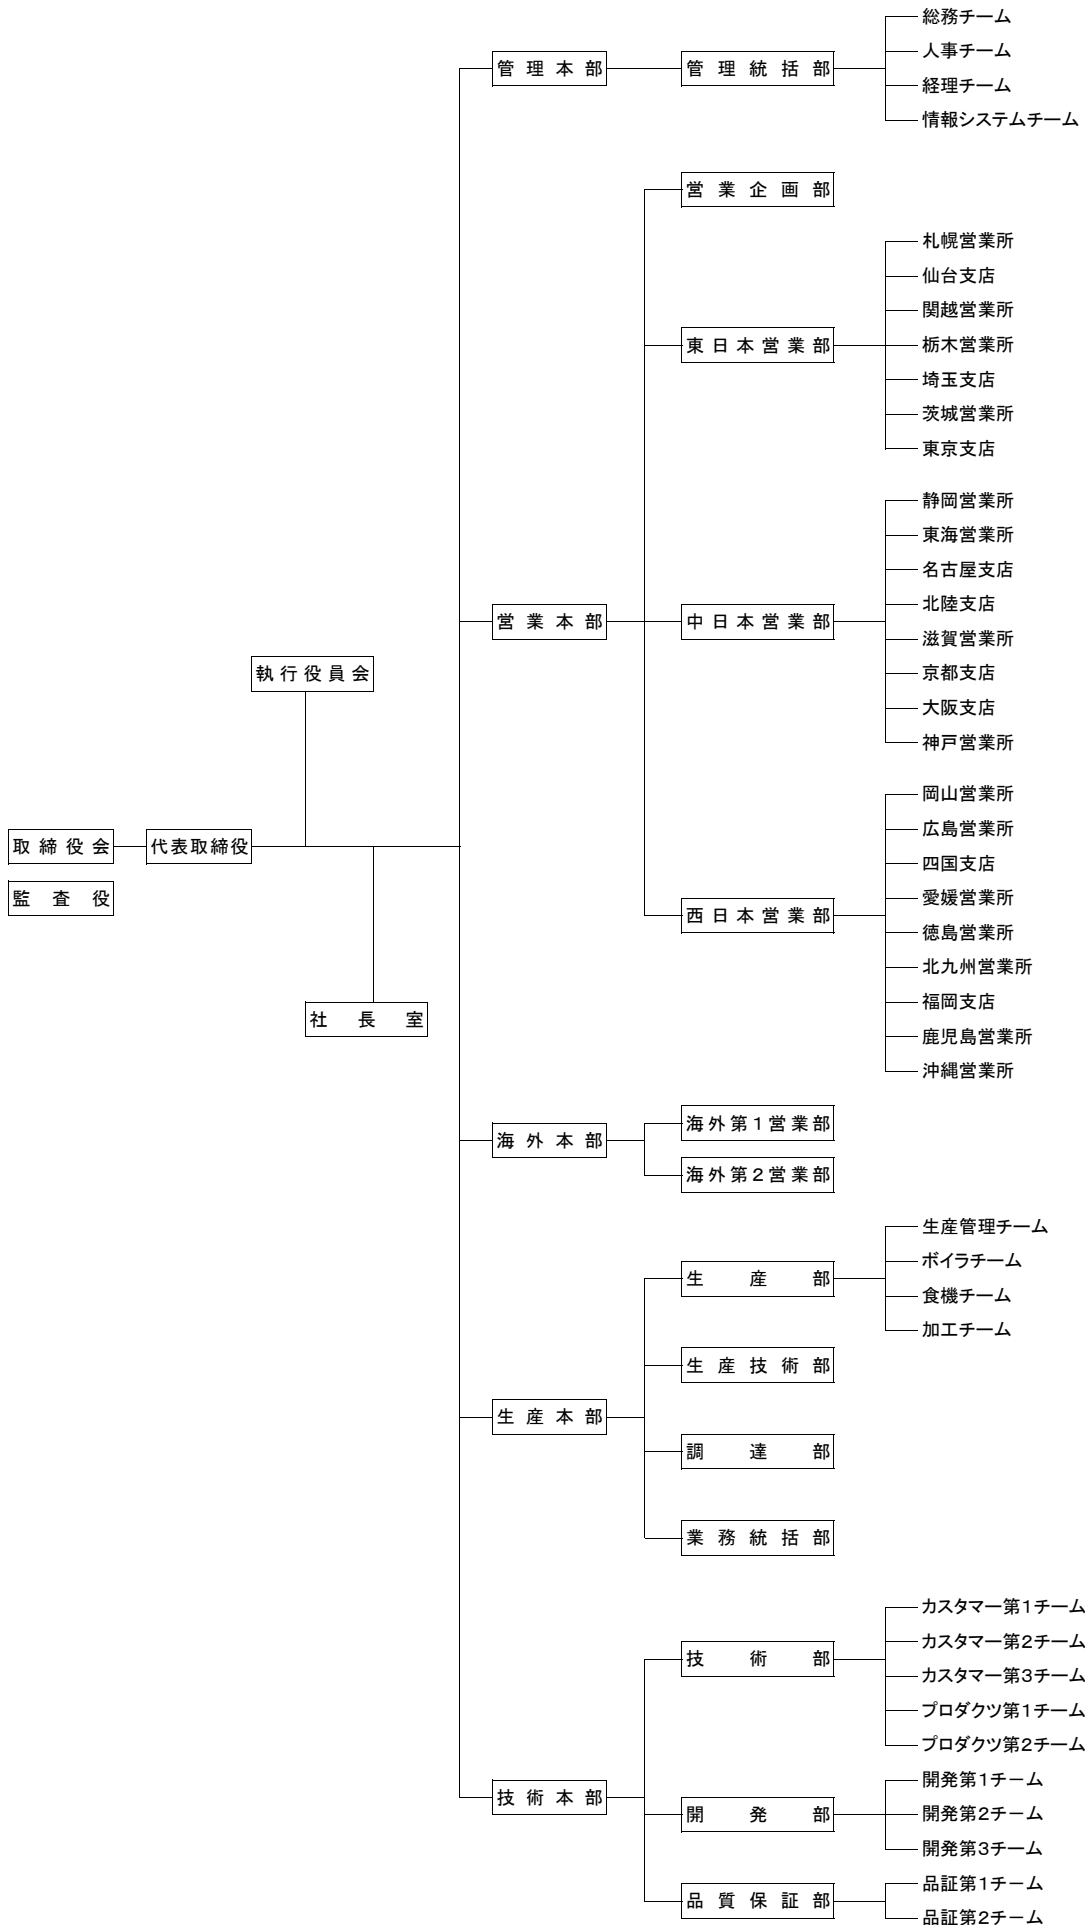 総務チーム
人事チーム
管理本部
管理統括部
経理チーム
情報システムチーム
営業企画部
札幌営業所
仙台支店
関越営業所
東日本営業部
栃木営業所
埼玉支店
茨城営業所
東京支店
静岡営業所
東海営業所
名古屋支店
北陸支店
営業本部
中日本営業部
滋賀営業所
京都支店
大阪支店
神戸営業所
執行役員会
岡山営業所
広島営業所
取締役会
代表取締役
四国支店
監査役
愛媛営業所
西日本営業部
徳島営業所
北九州営業所
福岡支店
社長室
鹿児島営業所
沖縄営業所
海外本部
海外第1営業部
海外第2営業部
生産管理チーム
ボイラチーム
生産部
食機チーム
加工チーム
生産技術部
生産本部
調達部
業務統括部
カスタマー第1チーム
カスタマー第2チーム
技術部
カスタマー第3チーム
プロダクツ第1チーム
プロダクツ第2チーム
開発第1チーム
技術本部
開発部
開発第2チーム
開発第3チーム
品証第1チーム
品質保証部
品証第2チーム